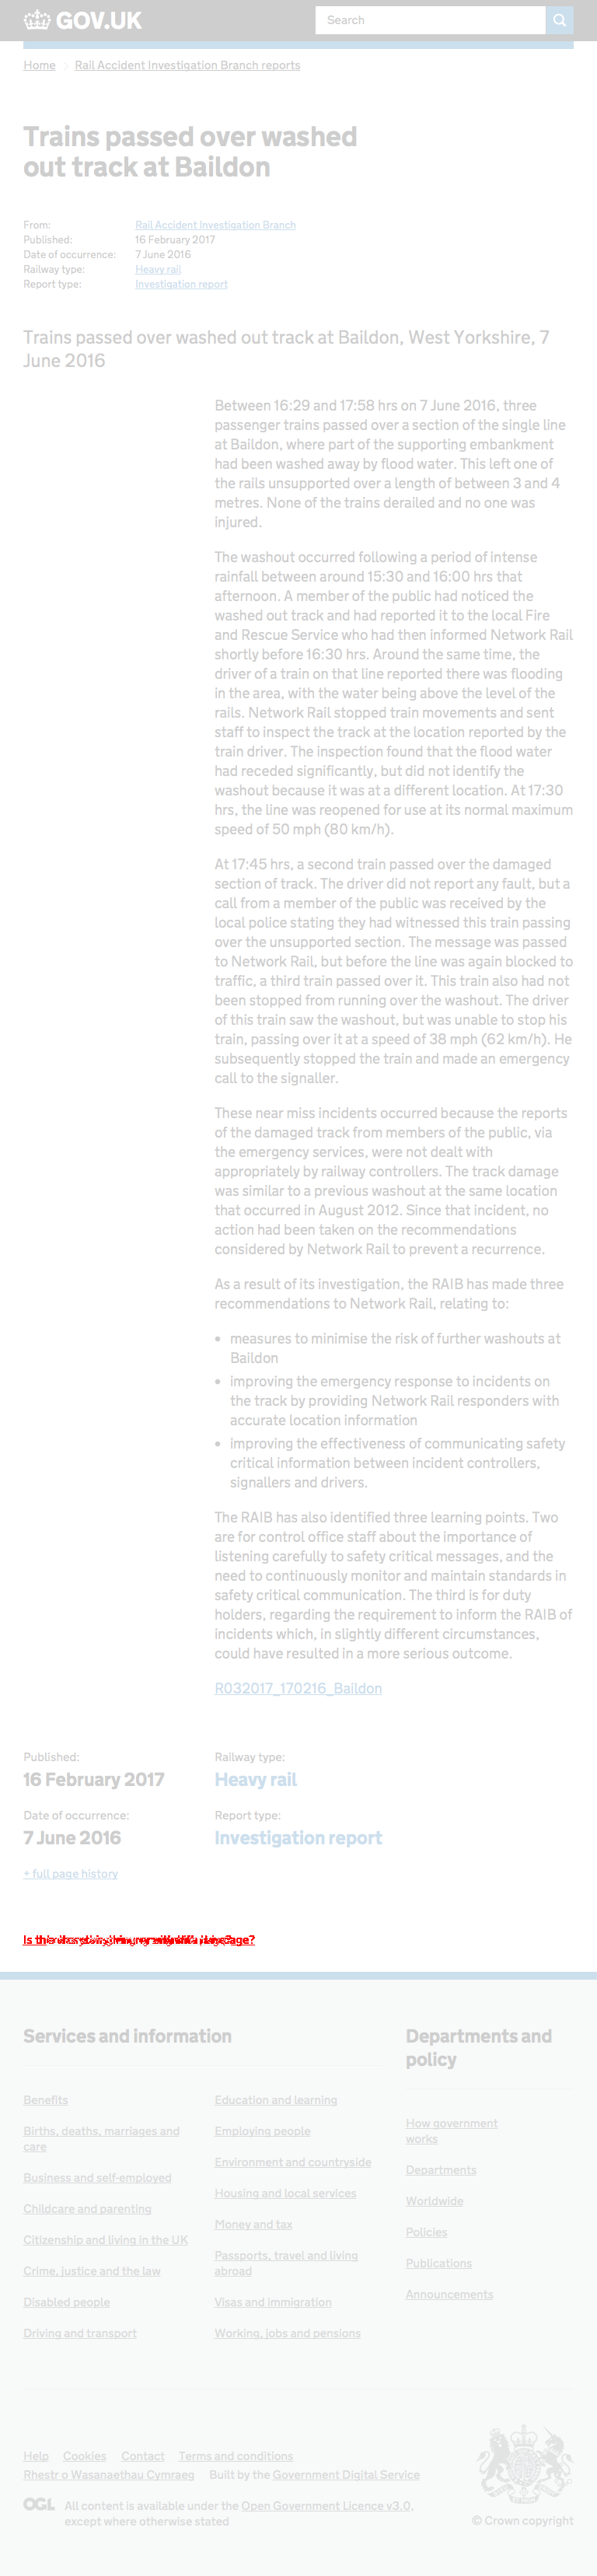 GOV.UK
Search
Home
Rail Accident Investigation Branch reports
Trains passed over washed
out track at Baildon
From: Rail Accident Investigation Branch
Published: 16 February 2017
Date of occurrence: 7 June 2016
Railway type: Heavy rail
Report type: Investigation report
Trains passed over washed out track at Baildon, West Yorkshire, 7
June 2016
Between 16:29 and 17:58 hrs on 7 June 2016, three
passenger trains passed over a section of the single line
at Baildon, where part of the supporting embankment
had been washed away by flood water. This left one of
the rails unsupported over a length of between 3 and 4
metres. None of the trains derailed and no one was
injured.
The washout occurred following a period of intense
rainfall between around 15:30 and 16:00 hrs that
afternoon. A member of the public had noticed the
washed out track and had reported it to the local Fire
and Rescue Service who had then informed Network Rail
shortly before 16:30 hrs. Around the same time, the
driver of a train on that line reported there was flooding
in the area, with the water being above the level of the
rails. Network Rail stopped train movements and sent
staff to inspect the track at the location reported by the
train driver. The inspection found that the flood water
had receded significantly, but did not identify the
washout because it was at a different location. At 17:30
hrs, the line was reopened for use at its normal maximum
speed of 50 mph (80 km/h).
At 17:45 hrs, a second train passed over the damaged
section of track. The driver did not report any fault, but a
call from a member of the public was received by the
local police stating they had witnessed this train passing
over the unsupported section. The message was passed
to Network Rail, but before the line was again blocked to
traffic, a third train passed over it. This train also had not
been stopped from running over the washout. The driver
of this train saw the washout, but was unable to stop his
train, passing over it at a speed of 38 mph (62 km/h). He
subsequently stopped the train and made an emergency
call to the signaller.
These near miss incidents occurred because the reports
of the damaged track from members of the public, via
the emergency services, were not dealt with
appropriately by railway controllers. The track damage
was similar to a previous washout at the same location
that occurred in August 2012. Since that incident, no
action had been taken on the recommendations
considered by Network Rail to prevent a recurrence.
As a result of its investigation, the RAIB has made three
recommendations to Network Rail, relating to:
• measures to minimise the risk of further washouts at
Baildon
• improving the emergency response to incidents on
the track by providing Network Rail responders with
accurate location information
• improving the effectiveness of communicating safety
critical information between incident controllers,
signallers and drivers.
The RAIB has also identified three learning points. Two
are for control office staff about the importance of
listening carefully to safety critical messages, and the
need to continuously monitor and maintain standards in
safety critical communication. The third is for duty
holders, regarding the requirement to inform the RAIB of
incidents which, in slightly different circumstances,
could have resulted in a more serious outcome.
R032017_170216_Baildon
Published: Railway type:
16 February 2017 Heavy rail
Date of occurrence: Report type:
7 June 2016 Investigation report
+ full page history
Services and information
Benefits
Births, deaths, marriages and
care
Business and self-employed
Childcare and parenting
Citizenship and living in the UK
Crime, justice and the law
Disabled people
Driving and transport
Education and learning
Employing people
Environment and countryside
Housing and local services
Money and tax
Passports, travel and living
abroad
Visas and immigration
Working, jobs and pensions
Departments and
policy
How government
works
Departments
Worldwide
Policies
Publications
Announcements
Help Cookies Contact Terms and conditions
Rhestr o Wasanaethau Cymraeg Built by the Government Digital Service
OGL All content is available under the Open Government Licence v3.0,
except where otherwise stated
© Crown copyright